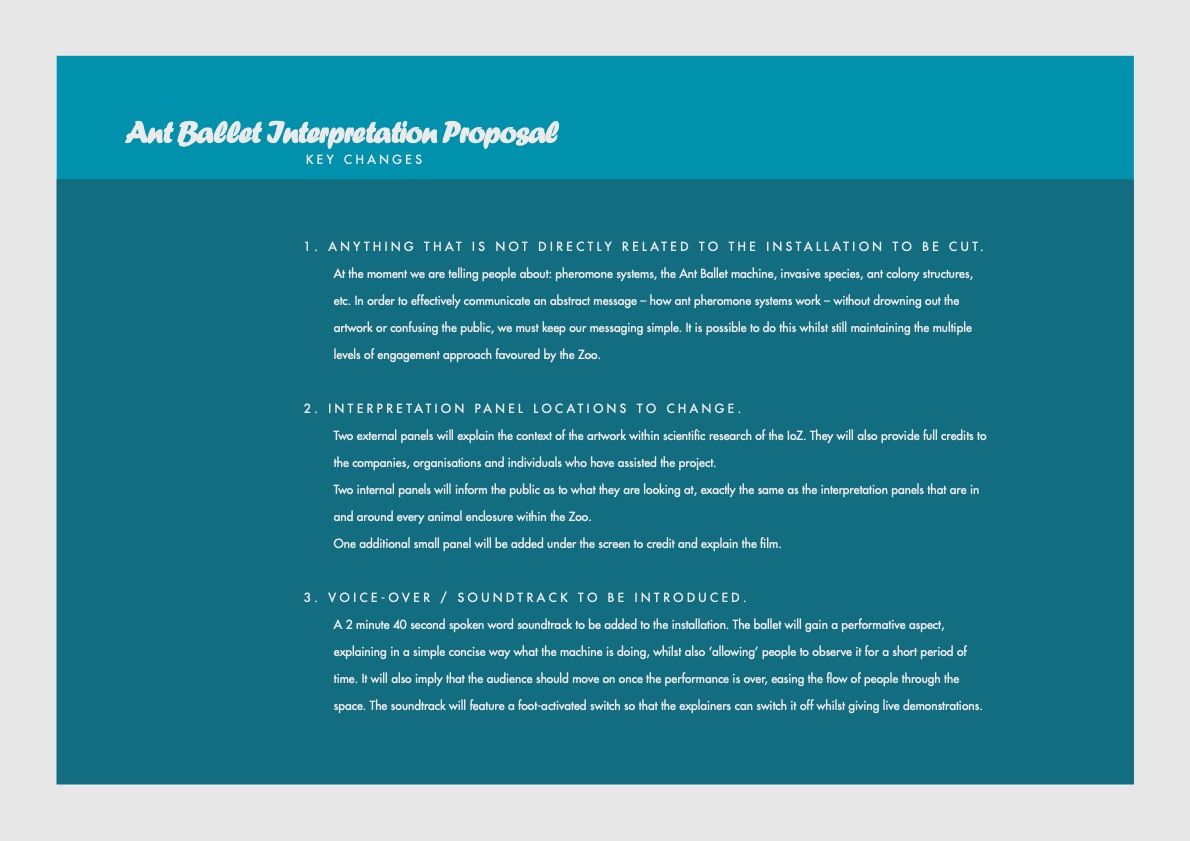 Ant Ballet Interpretation Proposal
KEY CHANGES
1. ANYTHING THAT IS NOT DIRECTLY RELATED TO THE INSTALLATION TO BE CUT.
At the moment we are telling people about: pheromone systems, the Ant Ballet machine, invasive species, ant colony structures,
etc. In order to effectively communicate an abstract message – how ant pheromone systems work – without drowning out the
artwork or confusing the public, we must keep our messaging simple. It is possible to do this whilst still maintaining the multiple
levels of engagement approach favoured by the Zoo.
2. INTERPRETATION PANEL LOCATIONS TO CHANGE.
Two external panels will explain the context of the artwork within scientific research of the IoZ. They will also provide full credits to
the companies, organisations and individuals who have assisted the project.
Two internal panels will inform the public as to what they are looking at, exactly the same as the interpretation panels that are in
and around every animal enclosure within the Zoo.
One additional small panel will be added under the screen to credit and explain the film.
3. VOICE-OVER / SOUNDTRACK TO BE INTRODUCED.
A 2 minute 40 second spoken word soundtrack to be added to the installation. The ballet will gain a performative aspect,
explaining in a simple concise way what the machine is doing, whilst also ‘allowing’ people to observe it for a short period of
time. It will also imply that the audience should move on once the performance is over, easing the flow of people through the
space. The soundtrack will feature a foot-activated switch so that the explainers can switch it off whilst giving live demonstrations.